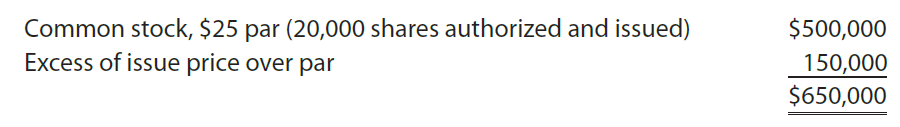 Common stock, $25 par (20,000 shares authorized and issued) $500,000
Excess of issue price over par 150,000
$650,000